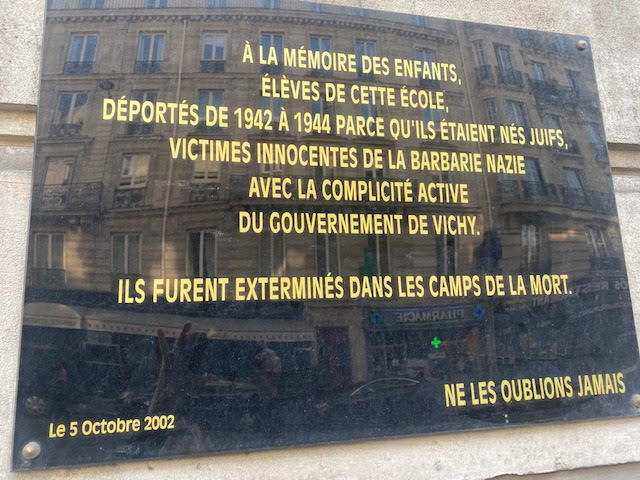 À LA MÉMOIRE DES ENFANTS,
ÉLÈVES DE CETTE ÉCOLE,
DÉPORTÉS DE 1942 À 1944 PARCE QU'ILS ÉTAIENT NÉS JUIFS,
VICTIMES INNOCENTES DE LA BARBARIE NAZIE
AVEC LA COMPLICITÉ ACTIVE
DU GOUVERNEMENT DE VICHY.
ILS FURENT EXTERMINÉS DANS LES CAMPS DE LA MORT.
PHARMACIE
NE LES OUBLIONS JAMAIS
Le 5 Octobre 2002